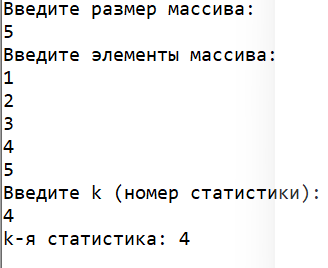 Введите размер массива:
5
Введите элементы массива:
1
2
3
4
5
Введите k (номер статистики):
4
k-я статистика: 4